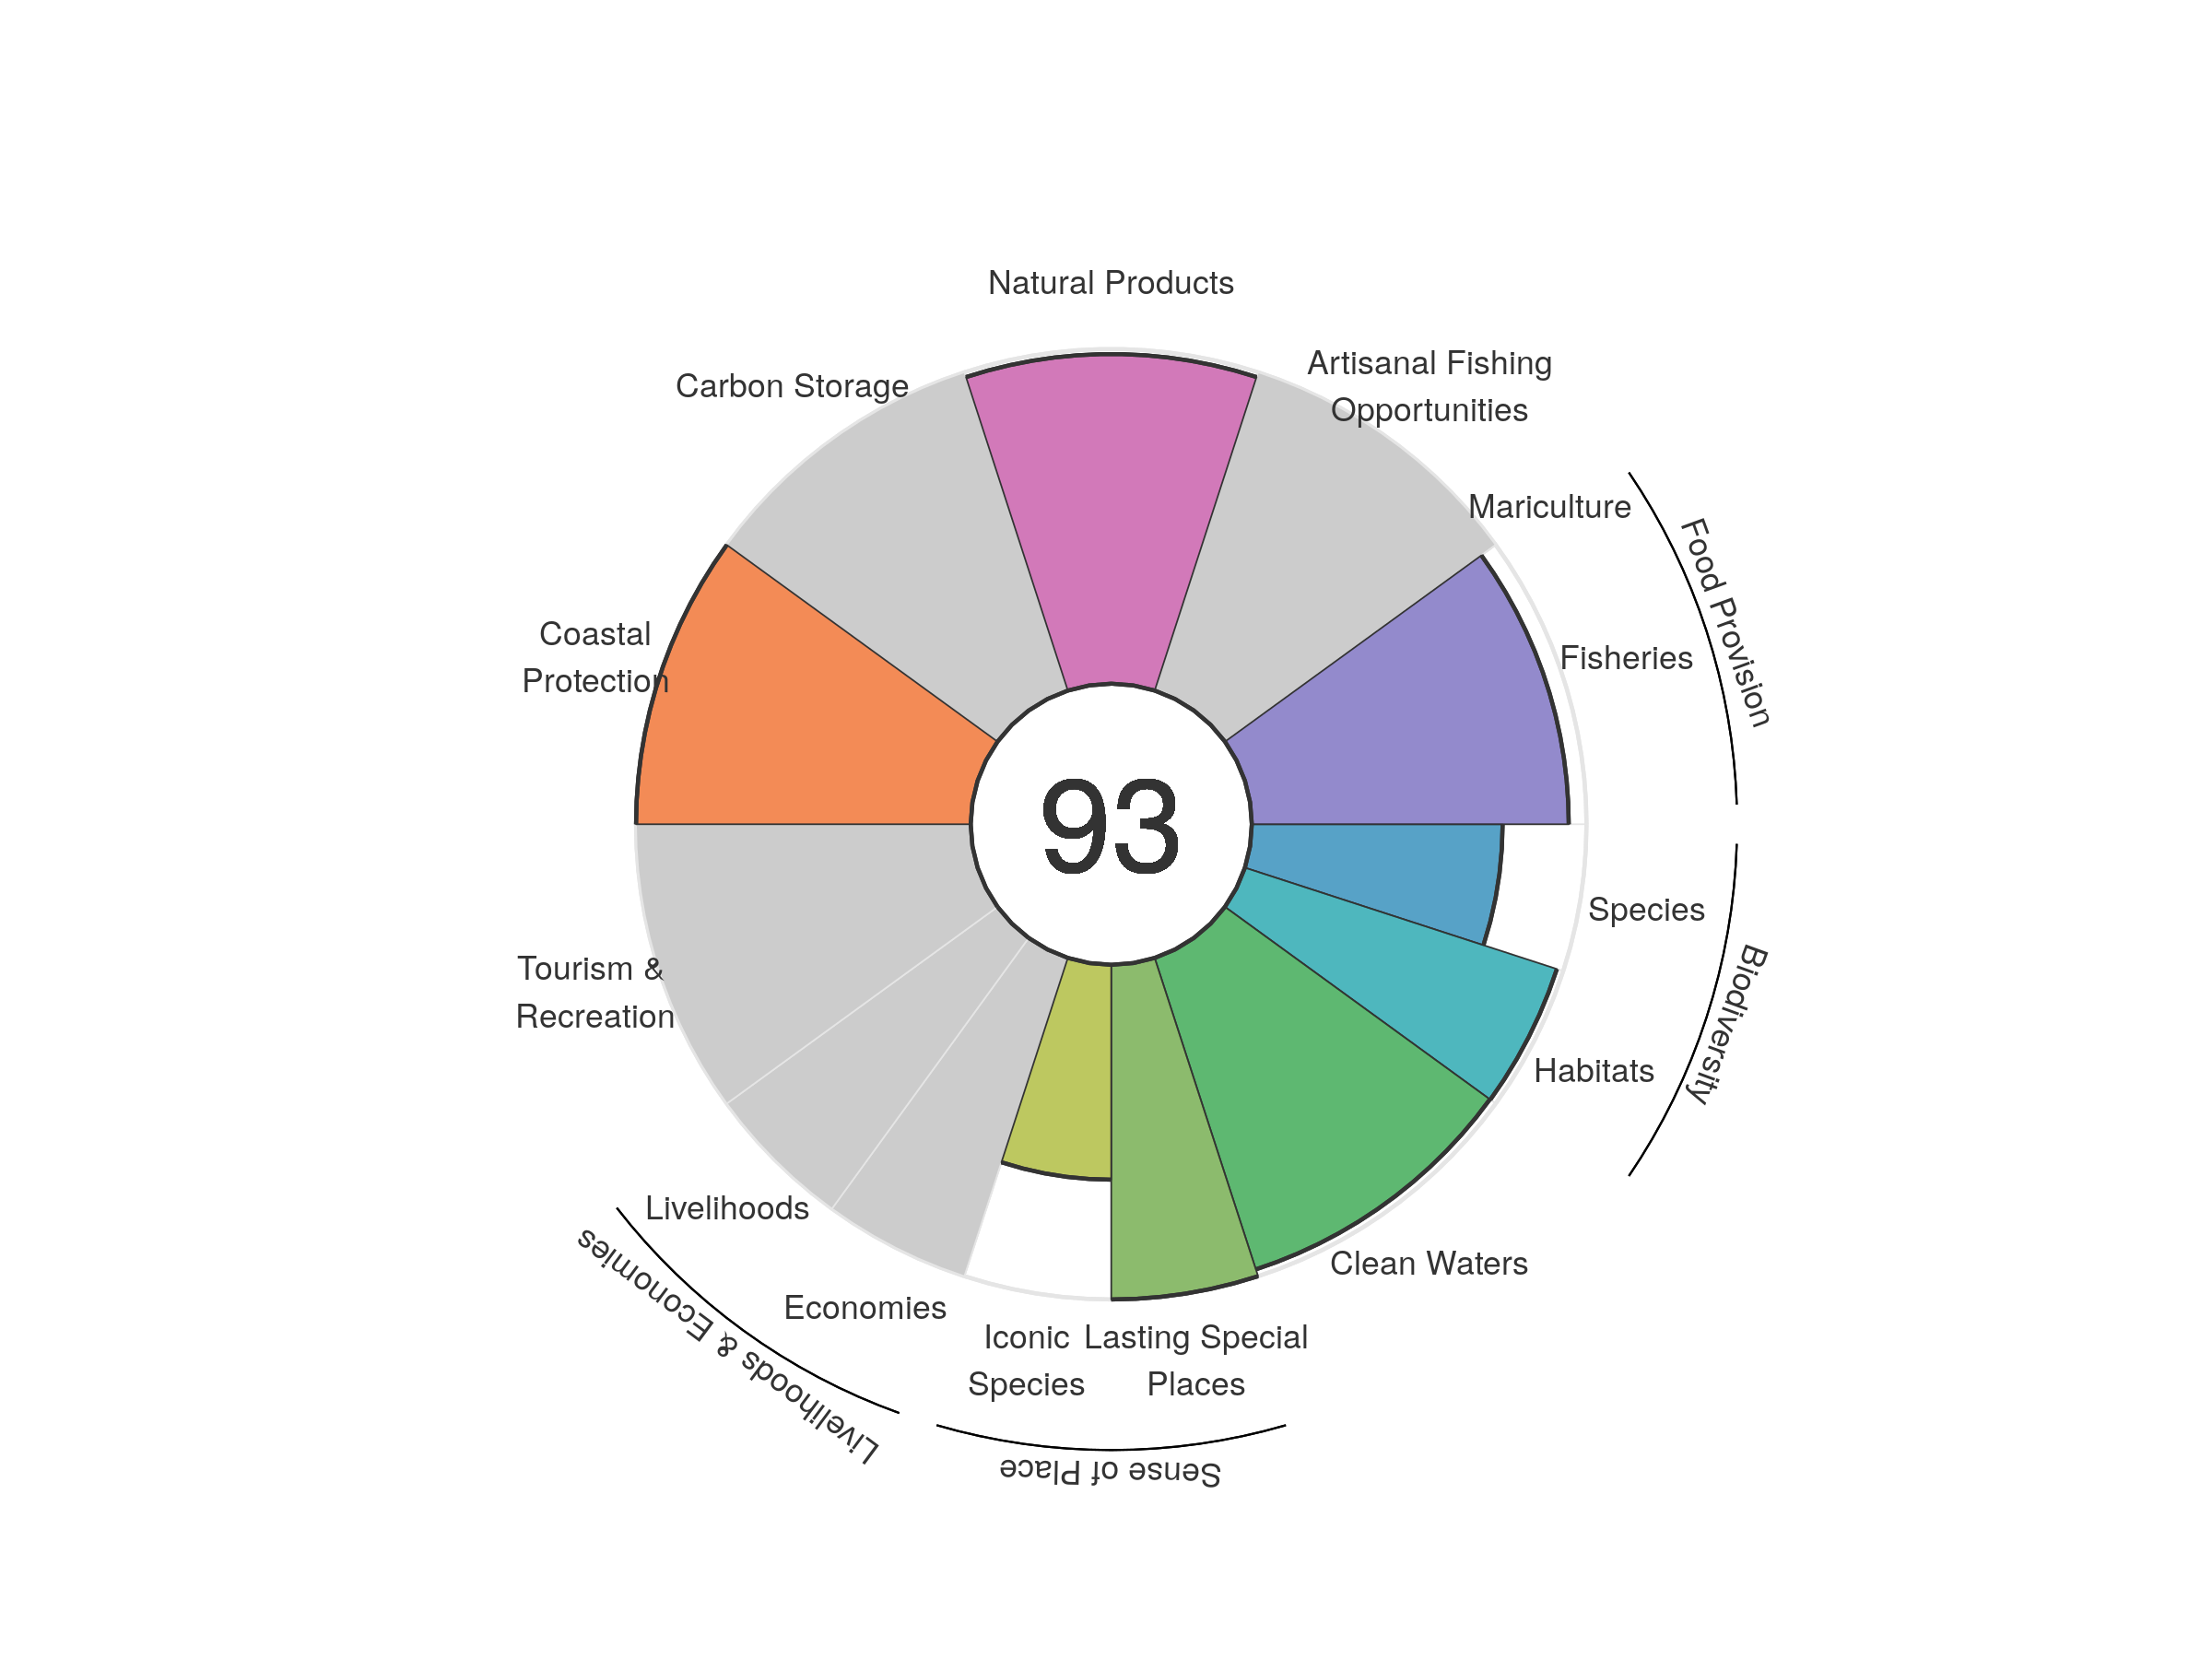 Natural Products
Artisanal Fishing
Opportunities
Carbon Storage
Mariculture
Food Provision
Fisheries
Coastal
Protection
93
Species
Biodiversity
Habitats
Tourism &
Recreation
Clean Waters
Livelihoods
Economies
Livelihoods & Economies
Iconic
Species
Lasting Special
Places
Sense of Place